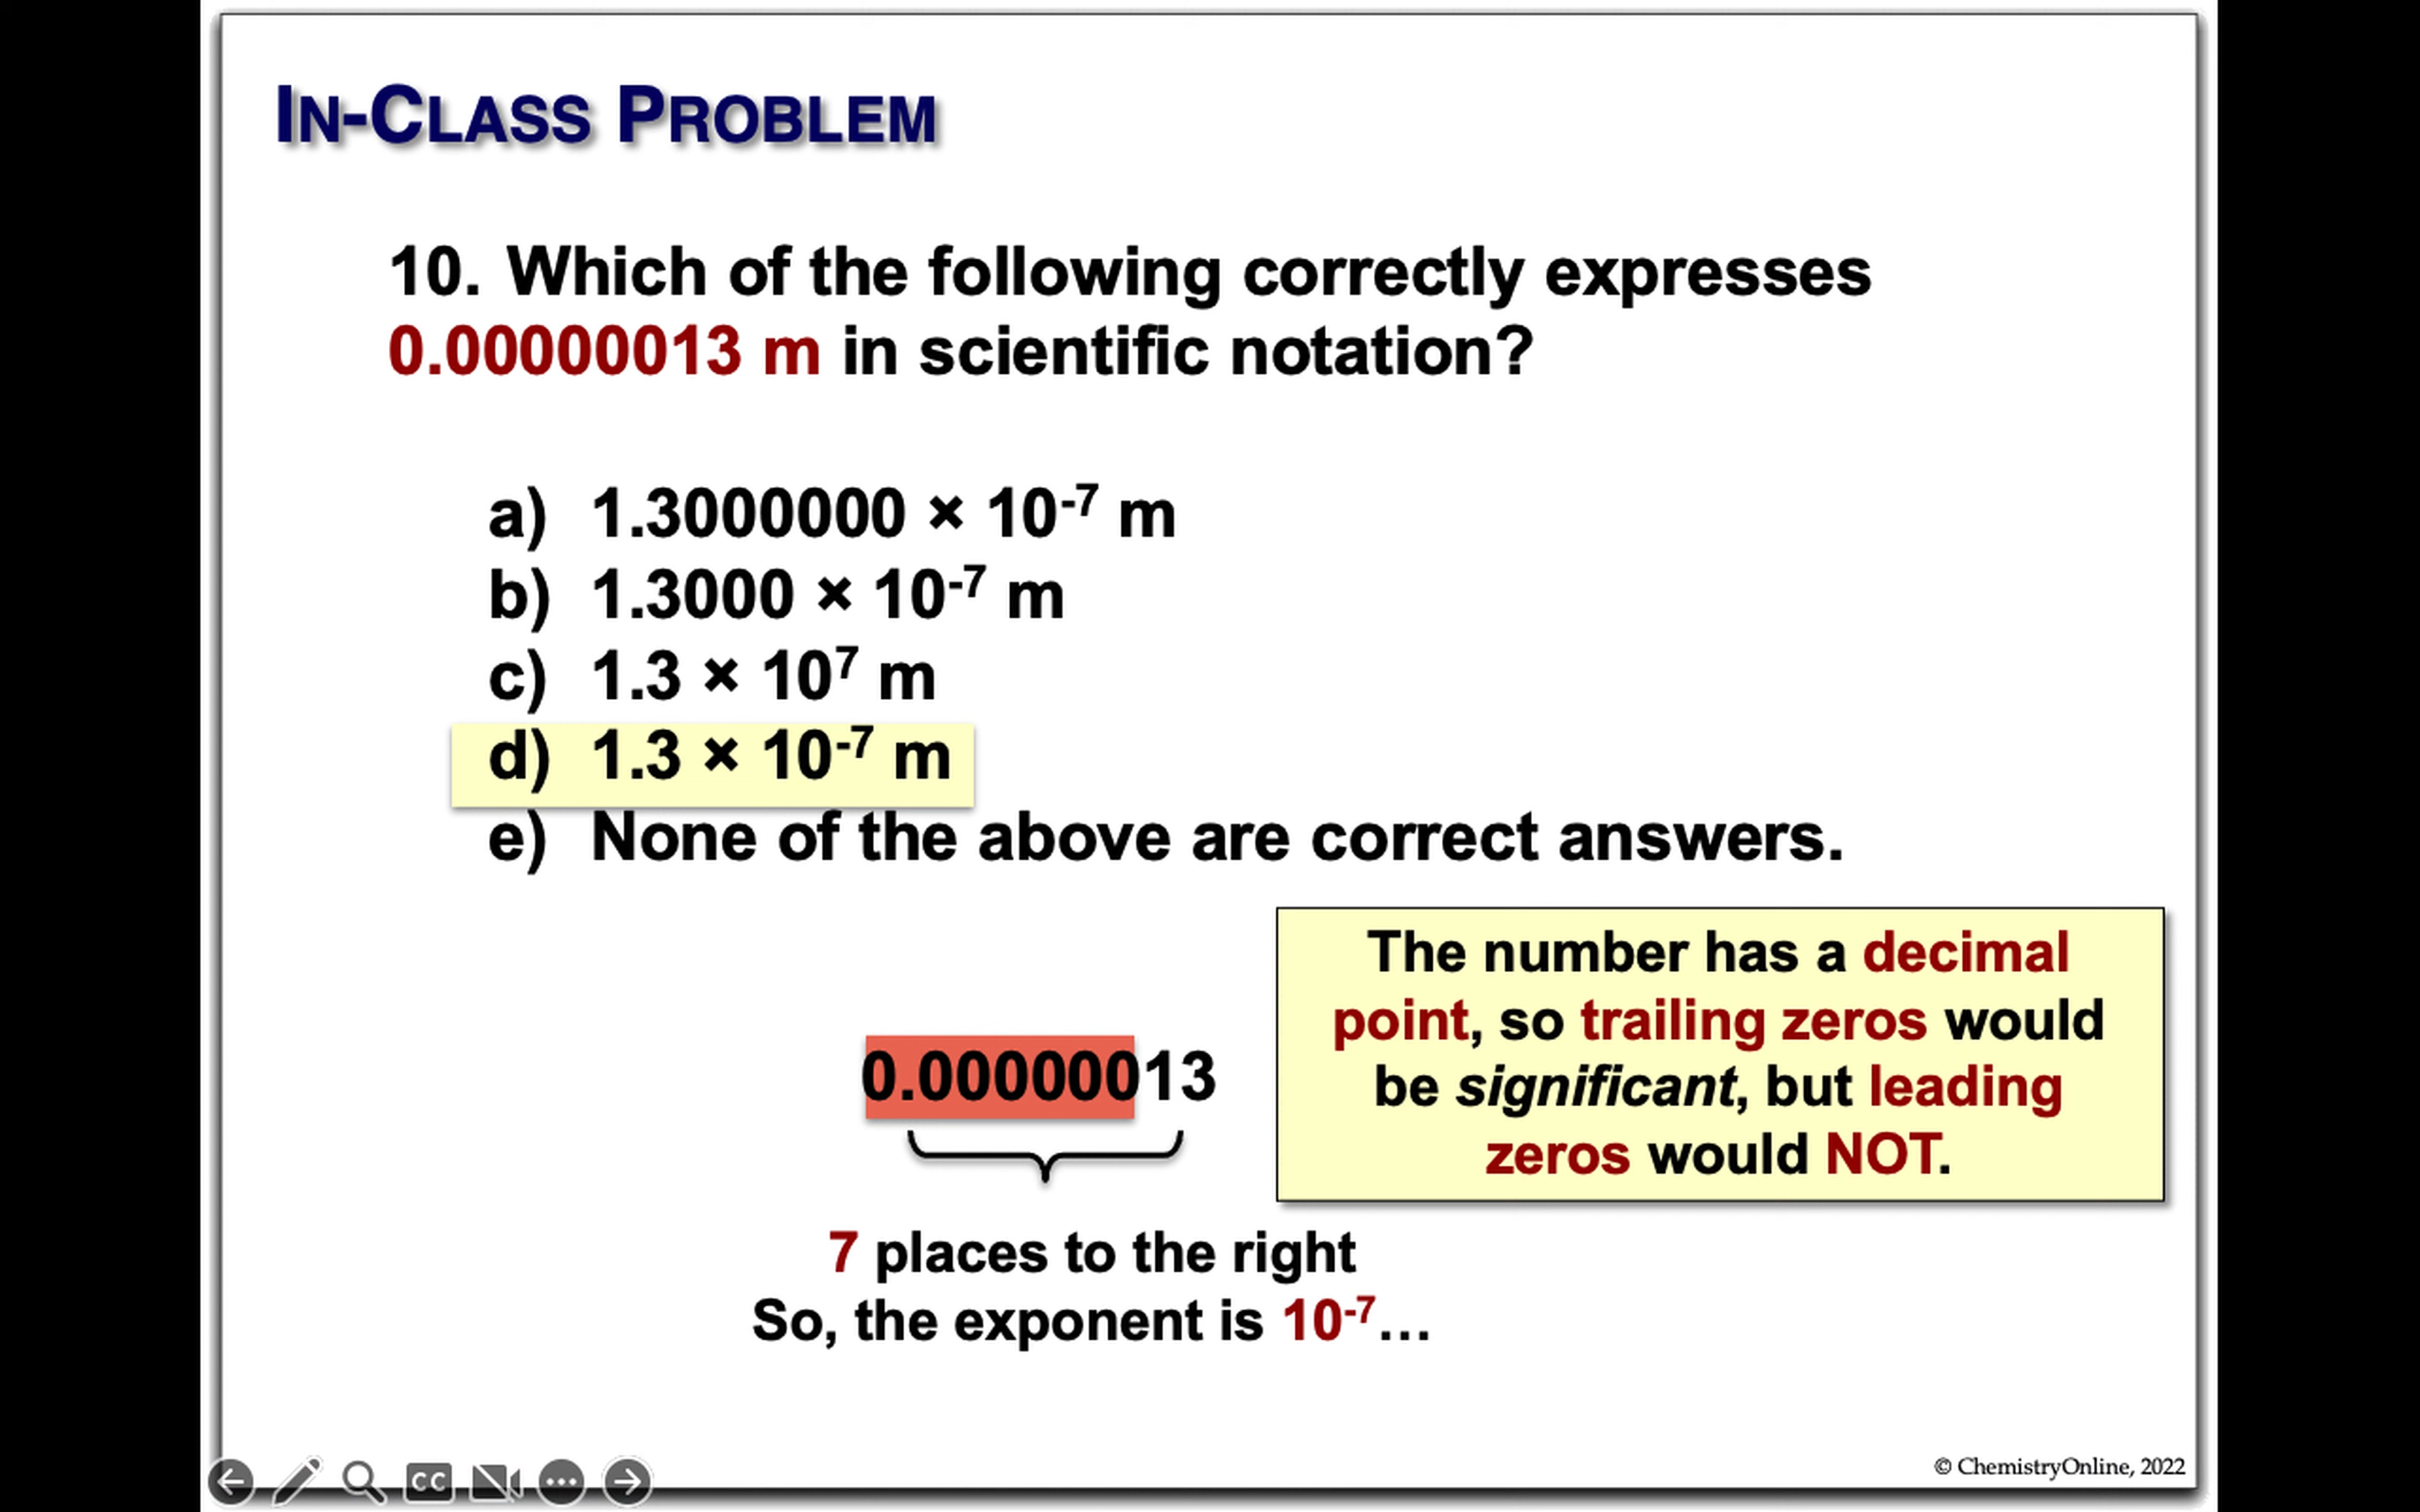 IN-CLASS PROBLEM
10. Which of the following correctly expresses
0.00000013 m in scientific notation?
a) 1.3000000 × 10⁻⁷ m
b) 1.3000 × 10⁻⁷ m
c) 1.3 × 10⁷ m
d) 1.3 × 10⁻⁷ m
e) None of the above are correct answers.
The number has a decimal
point, so trailing zeros would
be significant, but leading
zeros would NOT.
0.00000013
7 places to the right
So, the exponent is 10⁻⁷...
© ChemistryOnline, 2022
CC